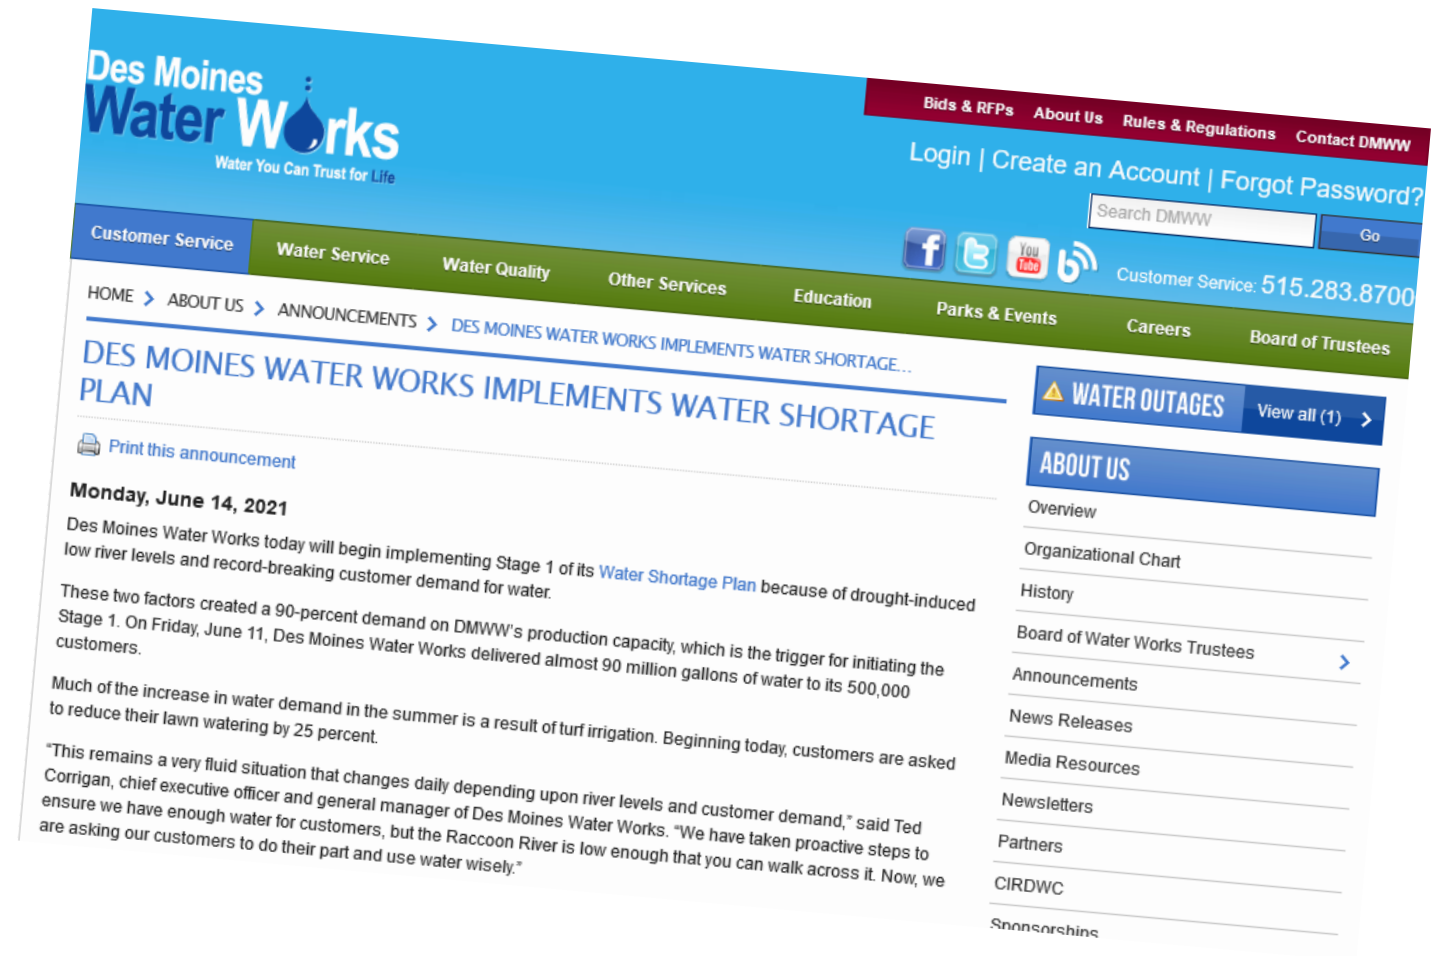 Des Moines
Water Works
Water You Can Trust for Life
Bids & RFPs About Us Rules & Regulations Contact DMWW
Login | Create an Account | Forgot Password?
Search DMWW Go
f t You Tube b Customer Service: 515.283.8700
Customer Service Water Service Water Quality Other Services Education Parks & Events Careers Board of Trustees
HOME > ABOUT US > ANNOUNCEMENTS > DES MOINES WATER WORKS IMPLEMENTS WATER SHORTAGE...
DES MOINES WATER WORKS IMPLEMENTS WATER SHORTAGE
PLAN
Print this announcement
Monday, June 14, 2021
Des Moines Water Works today will begin implementing Stage 1 of its Water Shortage Plan because of drought-induced
low river levels and record-breaking customer demand for water.
These two factors created a 90-percent demand on DMWW's production capacity, which is the trigger for initiating the
Stage 1. On Friday, June 11, Des Moines Water Works delivered almost 90 million gallons of water to its 500,000
customers.
Much of the increase in water demand in the summer is a result of turf irrigation. Beginning today, customers are asked
to reduce their lawn watering by 25 percent.
“This remains a very fluid situation that changes daily depending upon river levels and customer demand,” said Ted
Corrigan, chief executive officer and general manager of Des Moines Water Works. “We have taken proactive steps to
ensure we have enough water for customers, but the Raccoon River is low enough that you can walk across it. Now, we
are asking our customers to do their part and use water wisely.”
WATER OUTAGES View all (1) >
ABOUT US
Overview
Organizational Chart
History
Board of Water Works Trustees >
Announcements
News Releases
Media Resources
Newsletters
Partners
CIRDWC
Sponsorships